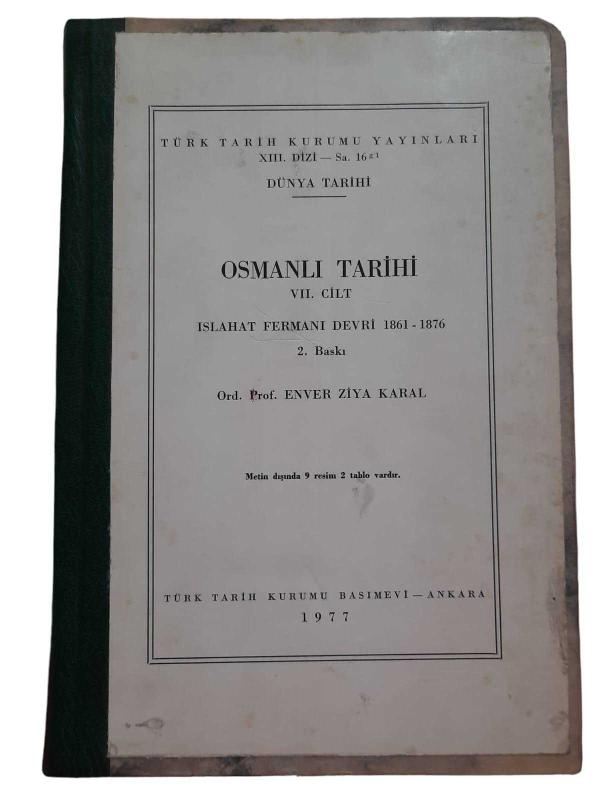 TÜRK TARİH KURUMU YAYINLARI
XIII. DİZİ — Sa. 16g1
DÜNYA TARİHİ
OSMANLI TARİHİ
VII. CİLT
ISLAHAT FERMANI DEVRİ 1861 - 1876
2. Baskı
Ord. Prof. ENVER ZİYA KARAL
Metin dışında 9 resim 2 tablo vardır.
TÜRK TARİH KURUMU BASIMEVİ — ANKARA
1977